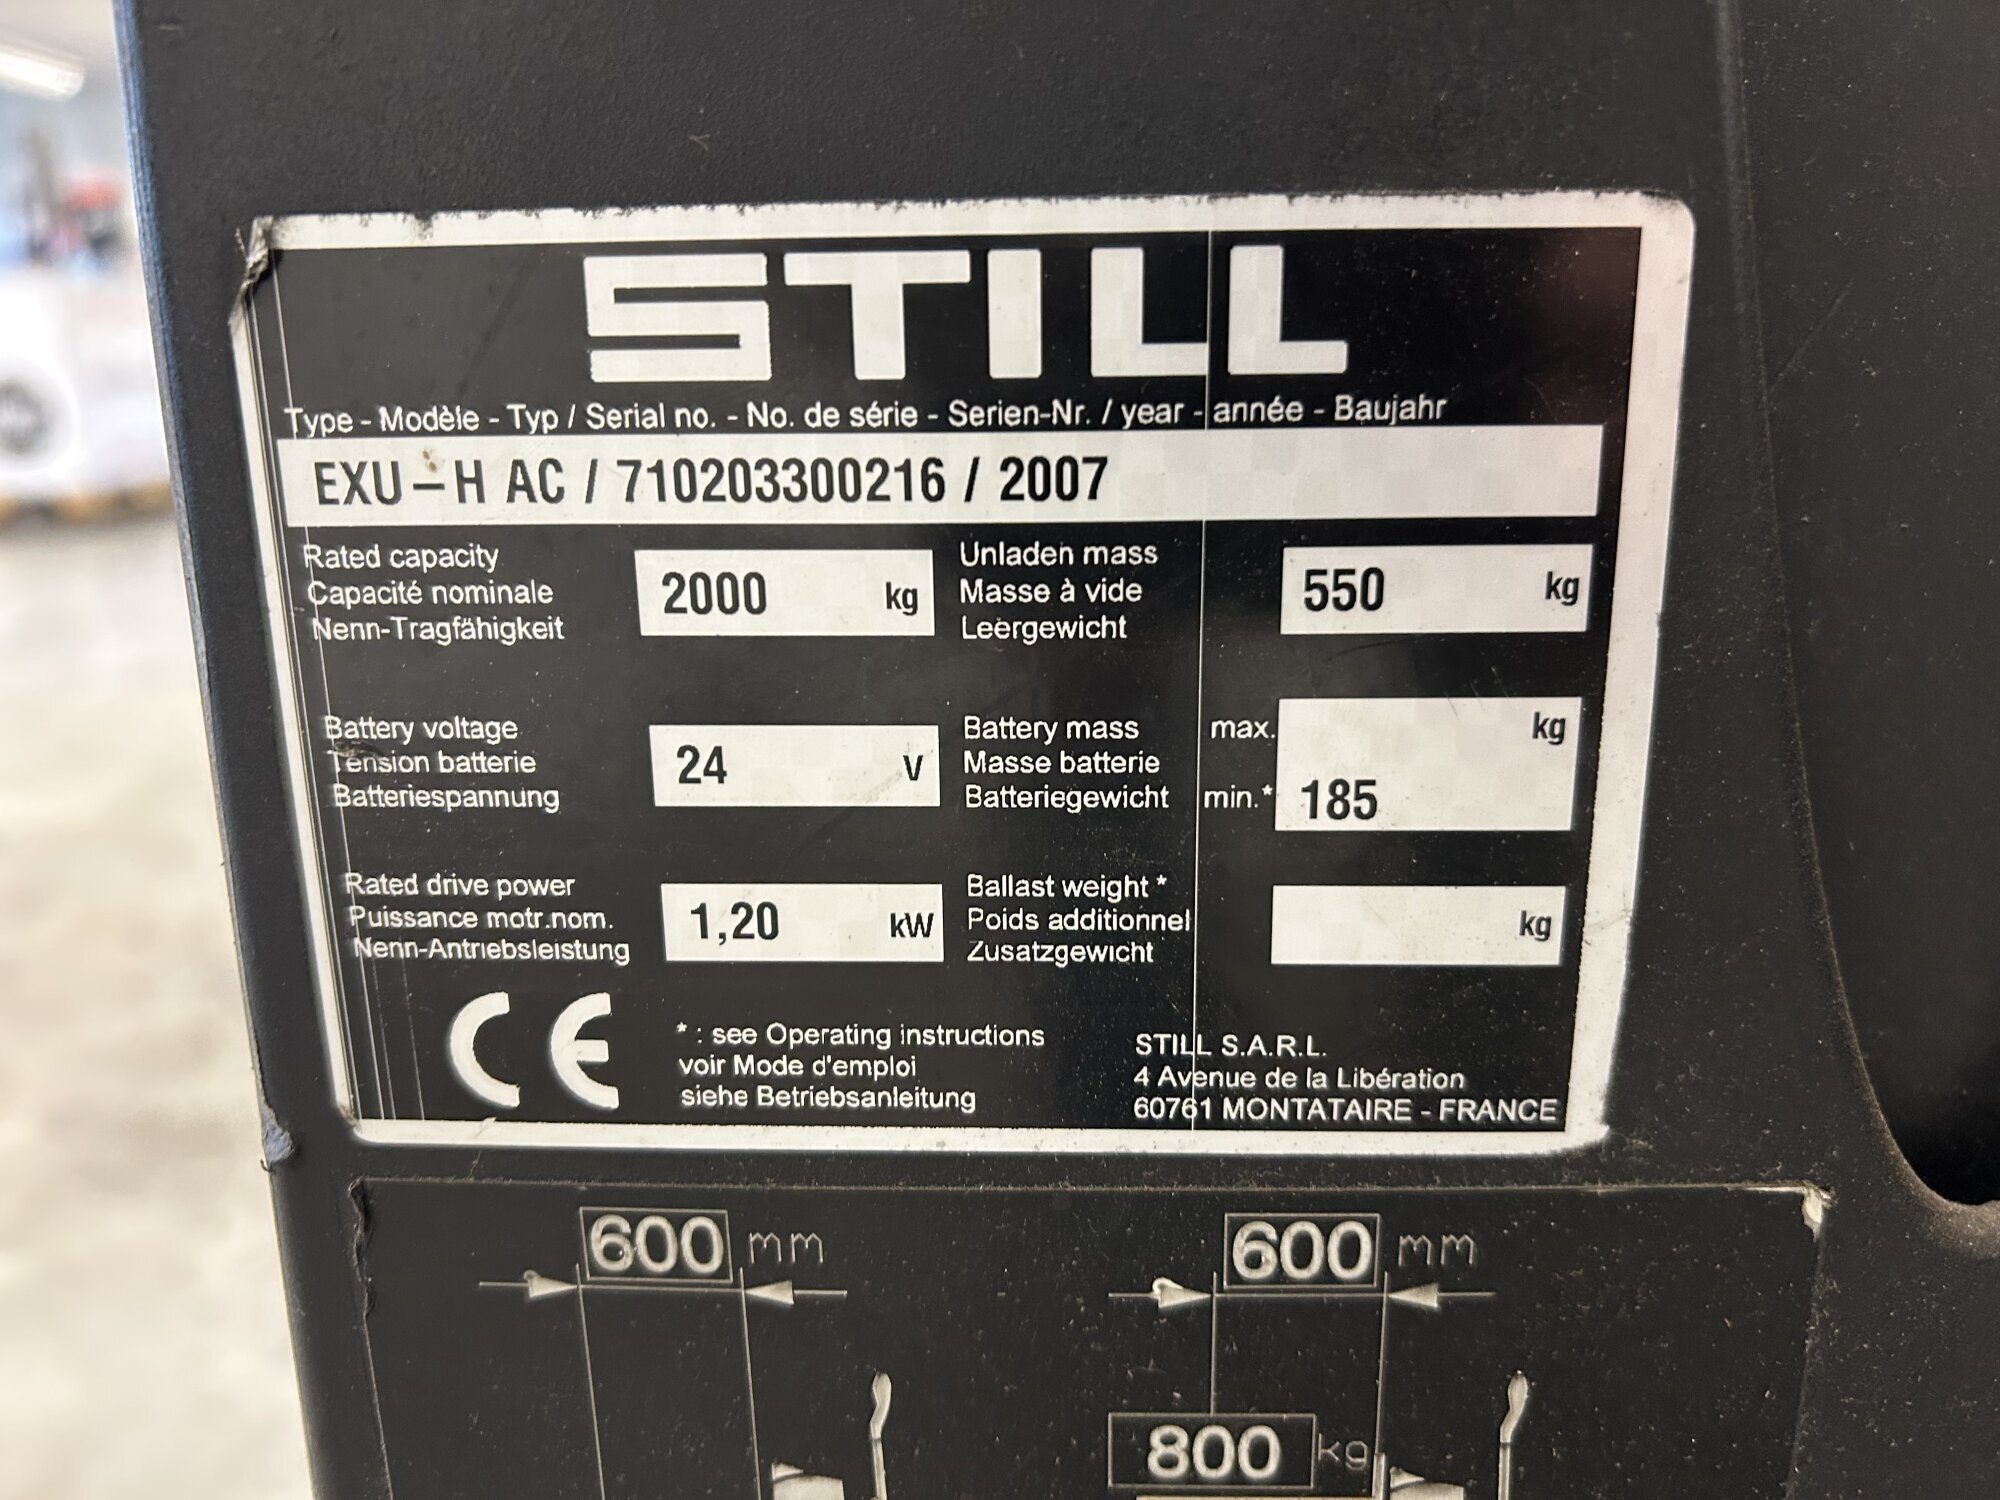 STILL
Type - Modèle - Typ / Serial no. - No. de série - Serien-Nr. / year - année - Baujahr
EXU – H AC / 710203300216 / 2007
Rated capacity
Capacité nominale
Nenn-Tragfähigkeit
2000 kg
Unladen mass
Masse à vide
Leergewicht
550 kg
Battery voltage
Tension batterie
Batteriespannung
24 V
Battery mass max. kg
Masse batterie
Batteriegewicht min.* 185
Rated drive power
Puissance motr.nom.
Nenn-Antriebsleistung
1,20 kW
Ballast weight *
Poids additionnel
Zusatzgewicht
kg
CE
* : see Operating instructions
voir Mode d'emploi
siehe Betriebsanleitung
STILL S.A.R.L.
4 Avenue de la Libération
60761 MONTATAIRE - FRANCE
600 mm
600 mm
800 kg